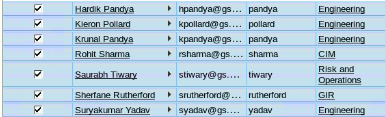 Hardik Pandya hpandya@gs.... pandya Engineering
Kieron Pollard kpollard@gs.... pollard Engineering
Krunal Pandya kpandya@gs.... pandya Engineering
Rohit Sharma rsharma@gs.... sharma CIM
Saurabh Tiwary stivary@gs.... tiwary Risk and
Operations
Sherfane Rutherford srutherford@... rutherford GIR
Suryakumar Yadav syadav@gs.... yadav Engineering